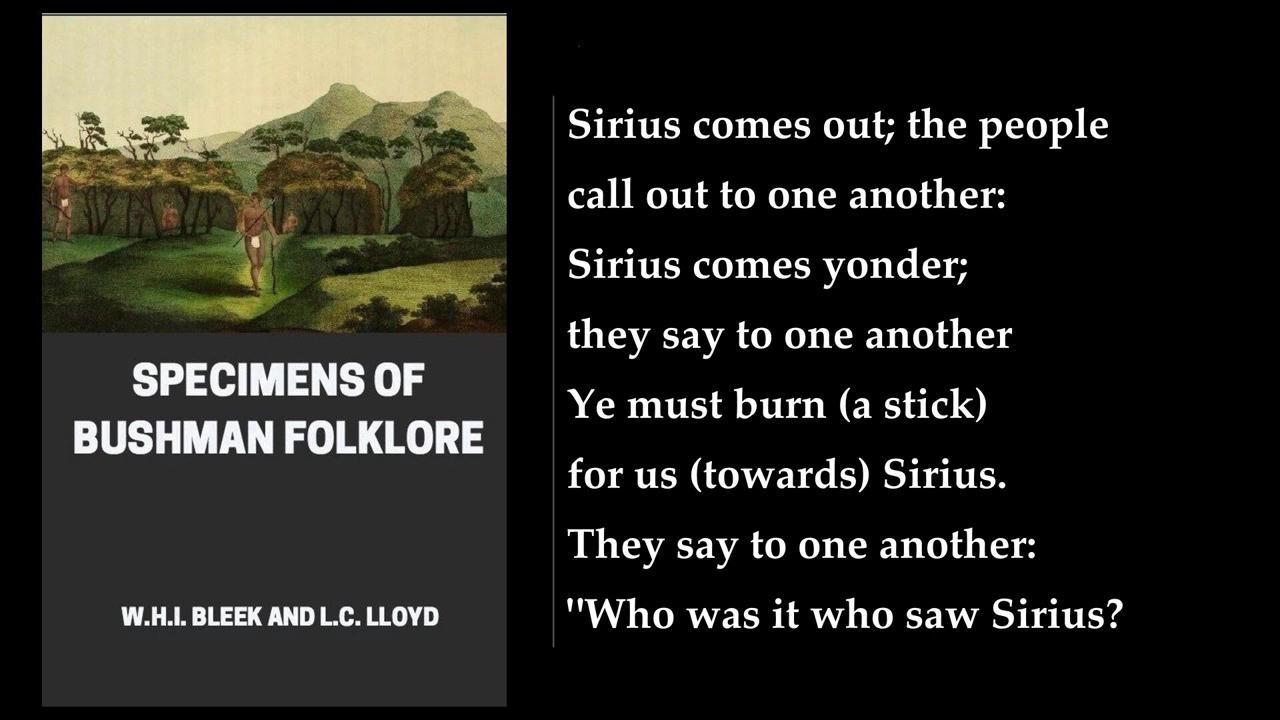 SPECIMENS OF
BUSHMAN FOLKLORE
W.H.I. BLEEK AND L.C. LLOYD
Sirius comes out; the people
call out to one another:
Sirius comes yonder;
they say to one another
Ye must burn (a stick)
for us (towards) Sirius.
They say to one another:
"Who was it who saw Sirius?